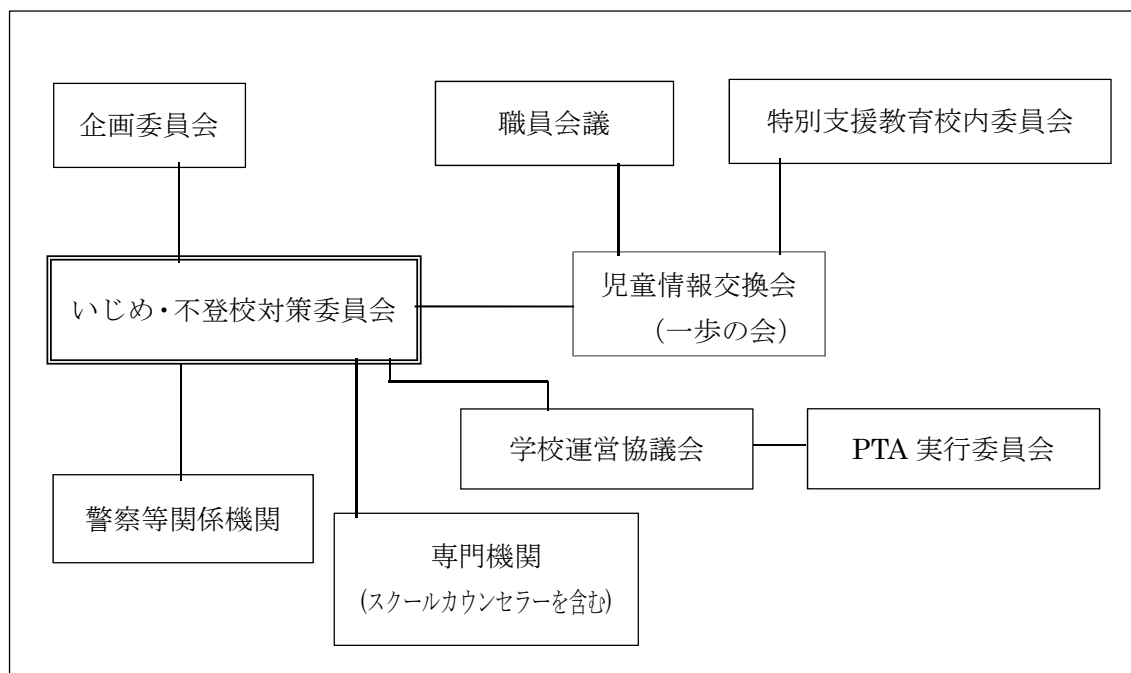 企画委員会
職員会議
特別支援教育校内委員会
いじめ・不登校対策委員会
児童情報交換会
（一歩の会）
学校運営協議会
PTA 実行委員会
警察等関係機関
専門機関
(スクールカウンセラーを含む)